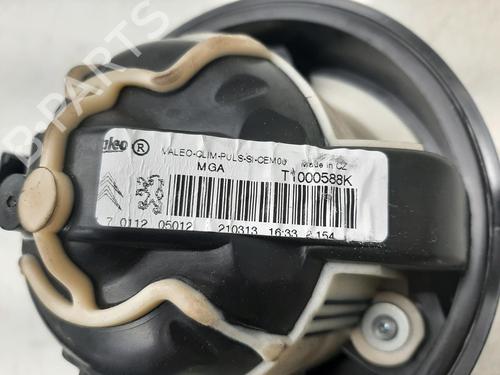 Valeo ®
VALEO-CLIM-PULS-SI-CEM00
Made in CZ
MGA
T1000588K
7 0112 05012 210313 16:33 2 154
B-PARTS